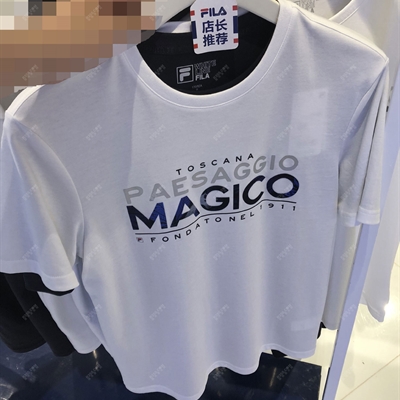 FILA
店长
推荐
FILA
TOSCANA
PAESAGGIO
MAGICO
FONDATO NEL 1911